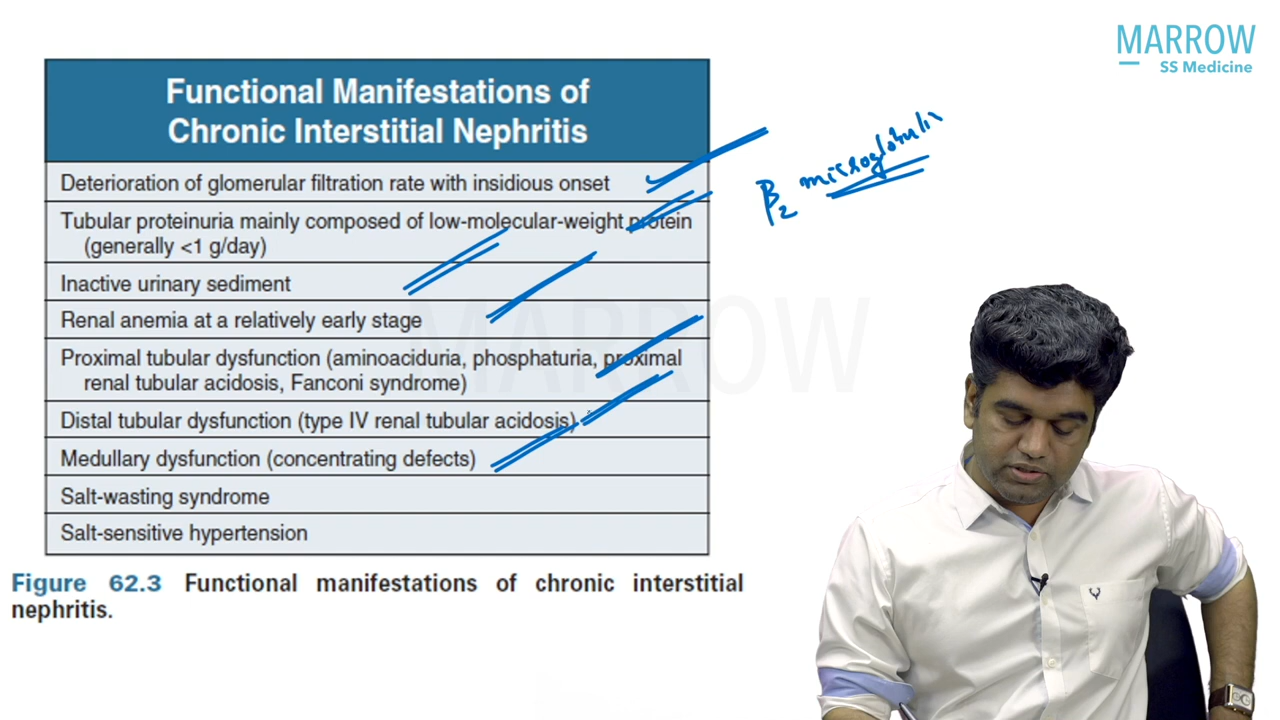 MARROW
SS Medicine
Functional Manifestations of
Chronic Interstitial Nephritis
Deterioration of glomerular filtration rate with insidious onset
Tubular proteinuria mainly composed of low-molecular-weight protein
(generally <1 g/day)
Inactive urinary sediment
Renal anemia at a relatively early stage
Proximal tubular dysfunction (aminoaciduria, phosphaturia, proximal
renal tubular acidosis, Fanconi syndrome)
Distal tubular dysfunction (type IV renal tubular acidosis)
Medullary dysfunction (concentrating defects)
Salt-wasting syndrome
Salt-sensitive hypertension
Figure 62.3 Functional manifestations of chronic interstitial
nephritis.
β2 microglobulin
MARROW